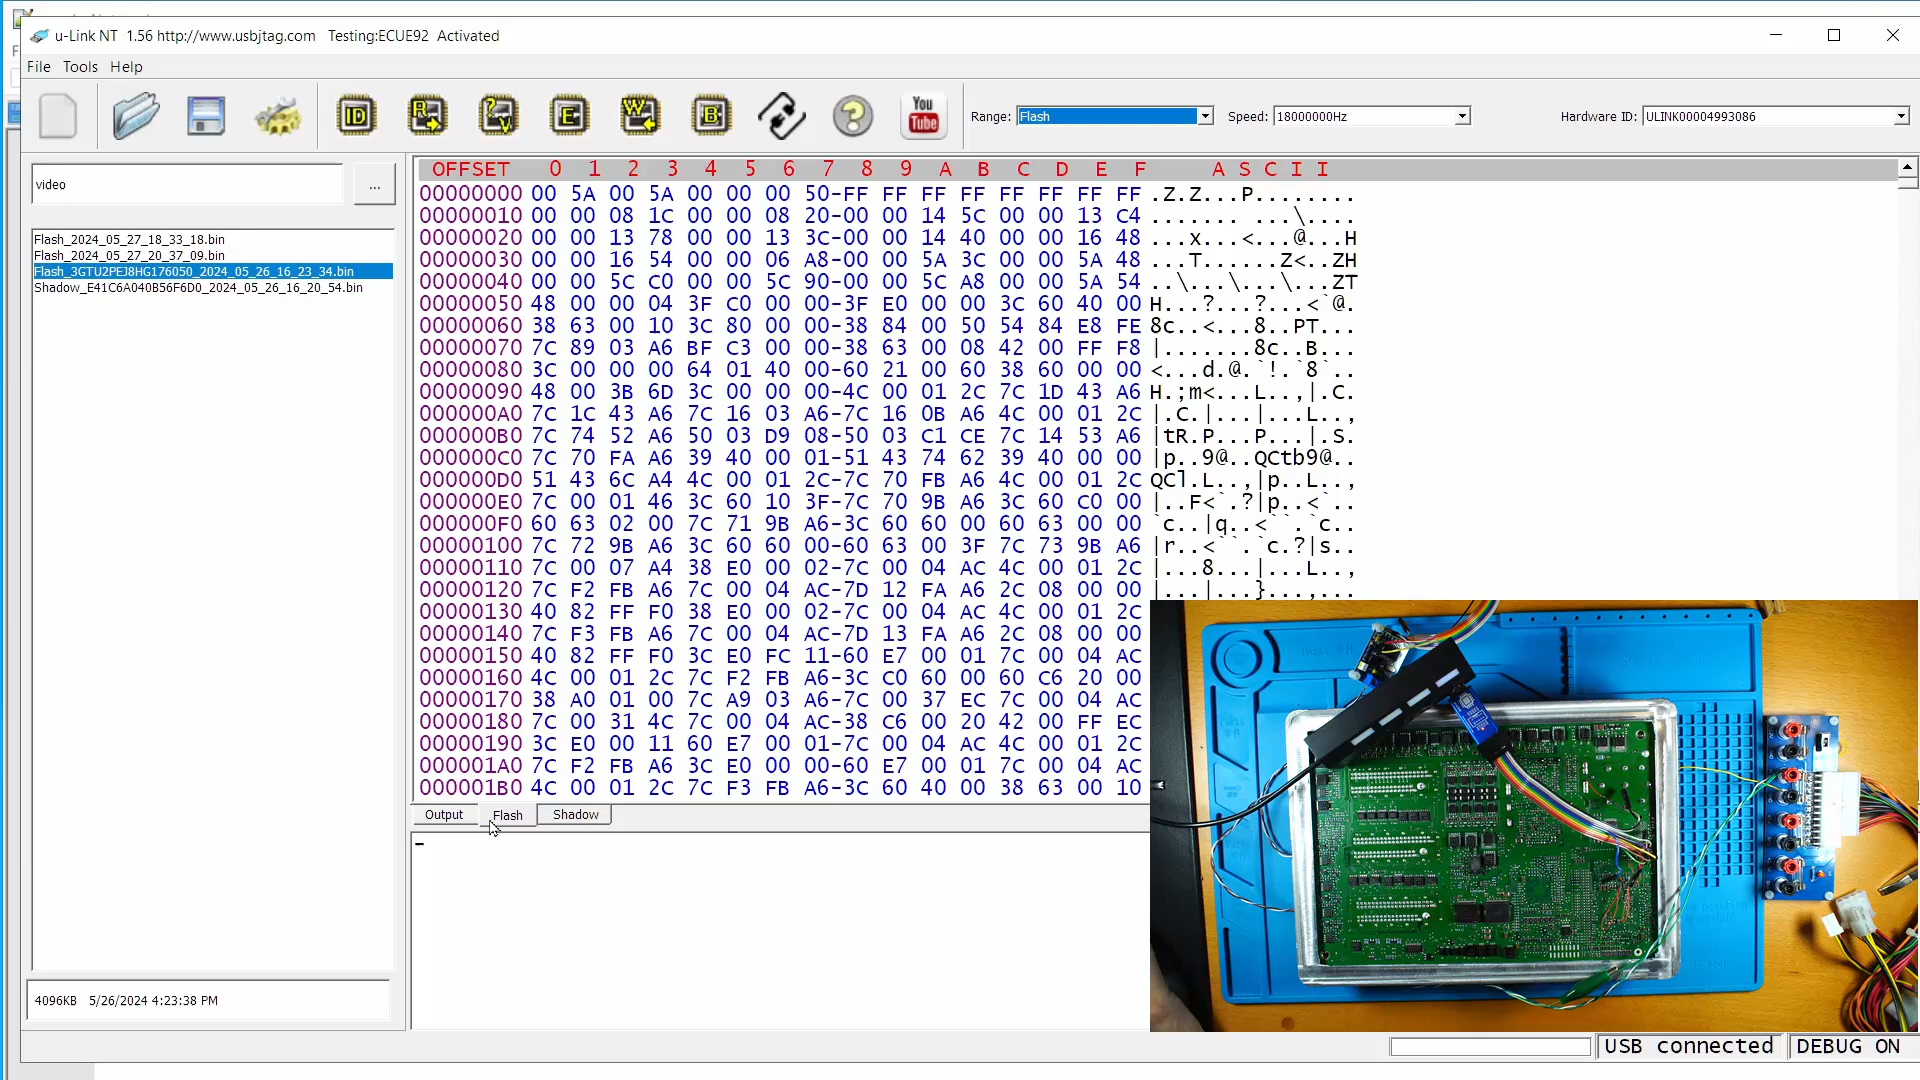 u-Link NT 1.56 http://www.usbjtag.com Testing:ECUE92 Activated
File Tools Help
ID R ? V E W B You Tube Range: Flash Speed: 18000000Hz Hardware ID: ULINK00004993086
video ...
Flash_2024_05_27_18_33_18.bin
Flash_2024_05_27_20_37_09.bin
Flash_3GTU2PEJ8HG176050_2024_05_26_16_23_34.bin
Shadow_E41C6A040B56F6D0_2024_05_26_16_20_54.bin
4096KB 5/26/2024 4:23:38 PM
OFFSET 0 1 2 3 4 5 6 7 8 9 A B C D E F A S C I I
00000000 00 5A 00 5A 00 00 00 50-FF FF FF FF FF FF FF FF .Z.Z...P........
00000010 00 00 08 1C 00 00 08 20-00 00 14 5C 00 00 13 C4 ....... ...\....
00000020 00 00 13 78 00 00 13 3C-00 00 14 40 00 00 16 48 ...x...<...@...H
00000030 00 00 16 54 00 00 06 A8-00 00 5A 3C 00 00 5A 48 ...T......Z<..ZH
00000040 00 00 5C C0 00 00 5C 90-00 00 5C A8 00 00 5A 54 ..\...\...\...ZT
00000050 48 00 00 04 3F C0 00 00-3F E0 00 00 3C 60 40 00 H...?...?...<`@.
00000060 38 63 00 10 3C 80 00 00-38 84 00 50 54 84 E8 FE 8c..<...8..PT...
00000070 7C 89 03 A6 BF C3 00 00-38 63 00 08 42 00 FF F8 |.......8c..B...
00000080 3C 00 00 00 64 01 40 00-60 21 00 60 38 60 00 00 <...d.@.`!.`8`..
00000090 48 00 3B 6D 3C 00 00 00-4C 00 01 2C 7C 1D 43 A6 H.;m<...L..,|.C.
000000A0 7C 1C 43 A6 7C 16 03 A6-7C 16 0B A6 4C 00 01 2C |.C.|...|...L..,
000000B0 7C 74 52 A6 50 03 D9 08-50 03 C1 CE 7C 14 53 A6 |tR.P...P...|.S.
000000C0 7C 70 FA A6 39 40 00 01-51 43 74 62 39 40 00 00 |p..9@..QCtb9@..
000000D0 51 43 6C A4 4C 00 01 2C-7C 70 FB A6 4C 00 01 2C QCl.L..,|p..L..,
000000E0 7C 00 01 46 3C 60 10 3F-7C 70 9B A6 3C 60 C0 00 |..F<`.?|p..<`..
000000F0 60 63 02 00 7C 71 9B A6-3C 60 60 00 60 63 00 00 `c..|q..<``.`c..
00000100 7C 72 9B A6 3C 60 60 00-60 63 00 3F 7C 73 9B A6 |r..<``.`c.?|s..
00000110 7C 00 07 A4 38 E0 00 02-7C 00 04 AC 4C 00 01 2C |...8...|...L..,
00000120 7C F2 FB A6 7C 00 04 AC-7D 12 FA A6 2C 08 00 00 |...|...}...,...
00000130 40 82 FF F0 38 E0 00 02-7C 00 04 AC 4C 00 01 2C
00000140 7C F3 FB A6 7C 00 04 AC-7D 13 FA A6 2C 08 00 00
00000150 40 82 FF F0 3C E0 FC 11-60 E7 00 01 7C 00 04 AC
00000160 4C 00 01 2C 7C F2 FB A6-3C C0 60 00 60 C6 20 00
00000170 38 A0 01 00 7C A9 03 A6-7C 00 37 EC 7C 00 04 AC
00000180 7C 00 31 4C 7C 00 04 AC-38 C6 00 20 42 00 FF EC
00000190 3C E0 00 11 60 E7 00 01-7C 00 04 AC 4C 00 01 2C
000001A0 7C F2 FB A6 3C E0 00 00-60 E7 00 01 7C 00 04 AC
000001B0 4C 00 01 2C 7C F3 FB A6-3C 60 40 00 38 63 00 10
Output Flash Shadow
USB connected DEBUG ON